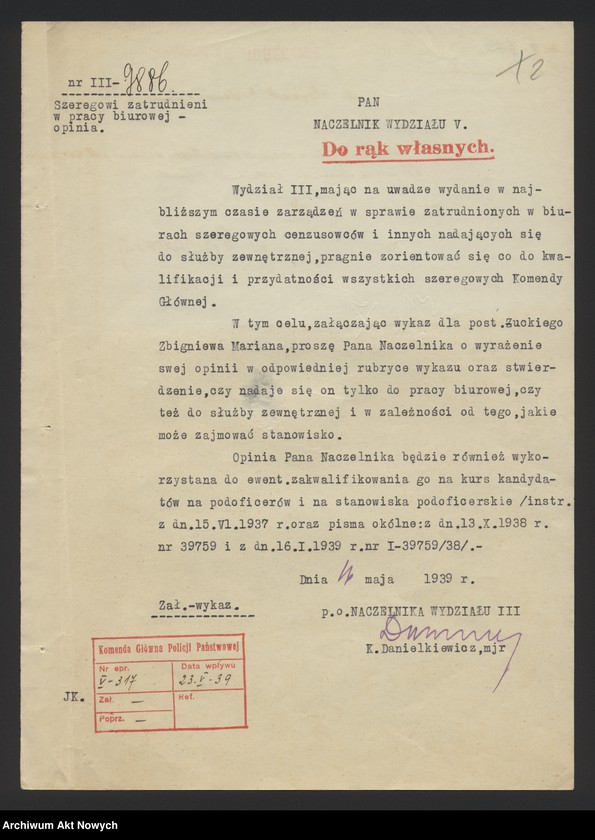 nr III-9886.
12
Szeregowi zatrudnieni
w pracy biurowej -
opinia.
PAN
NACZELNIK WYDZIAŁU V.
Do rąk własnych.
Wydział III,mając na uwadze wydanie w naj-
bliższym czasie zarządzeń w sprawie zatrudnionych w biu-
rach szeregowych cenzusowców i innych nadających się
do służby zewnętrznej,pragnie zorientować się co do kwa-
lifikacji i przydatności wszystkich szeregowych Komendy
Głównej.
W tym celu,załączając wykaz dla post.Zuckiego
Zbigniewa Mariana,proszę Pana Naczelnika o wyrażenie
swej opinii w odpowiedniej rubryce wykazu oraz stwier-
dzenie,czy nadaje się on tylko do pracy biurowej,czy
też do służby zewnętrznej i w zależności od tego,jakie
może zajmować stanowisko.
Opinia Pana Naczelnika będzie również wyko-
rzystana do ewent.zakwalifikowania go na kurs kandyda-
tów na podoficerów i na stanowiska podoficerskie /instr.
z dn.15.VI.1937 r.oraz pisma okólne:z dn.13.X.1938 r.
nr 39759 i z dn.16.I.1939 r.nr I-39759/38/.-
Dnia 16 maja 1939 r.
Zał.-wykaz.
p.o.NACZELNIKA WYDZIAŁU III
K.Danielkiewicz,mjr
JK.
Komenda Główna Policji Państwowej
Nr spr. Data wpływu
V-317 23.V-39
Zał. — Ref.
Poprz. —
Archiwum Akt Nowych